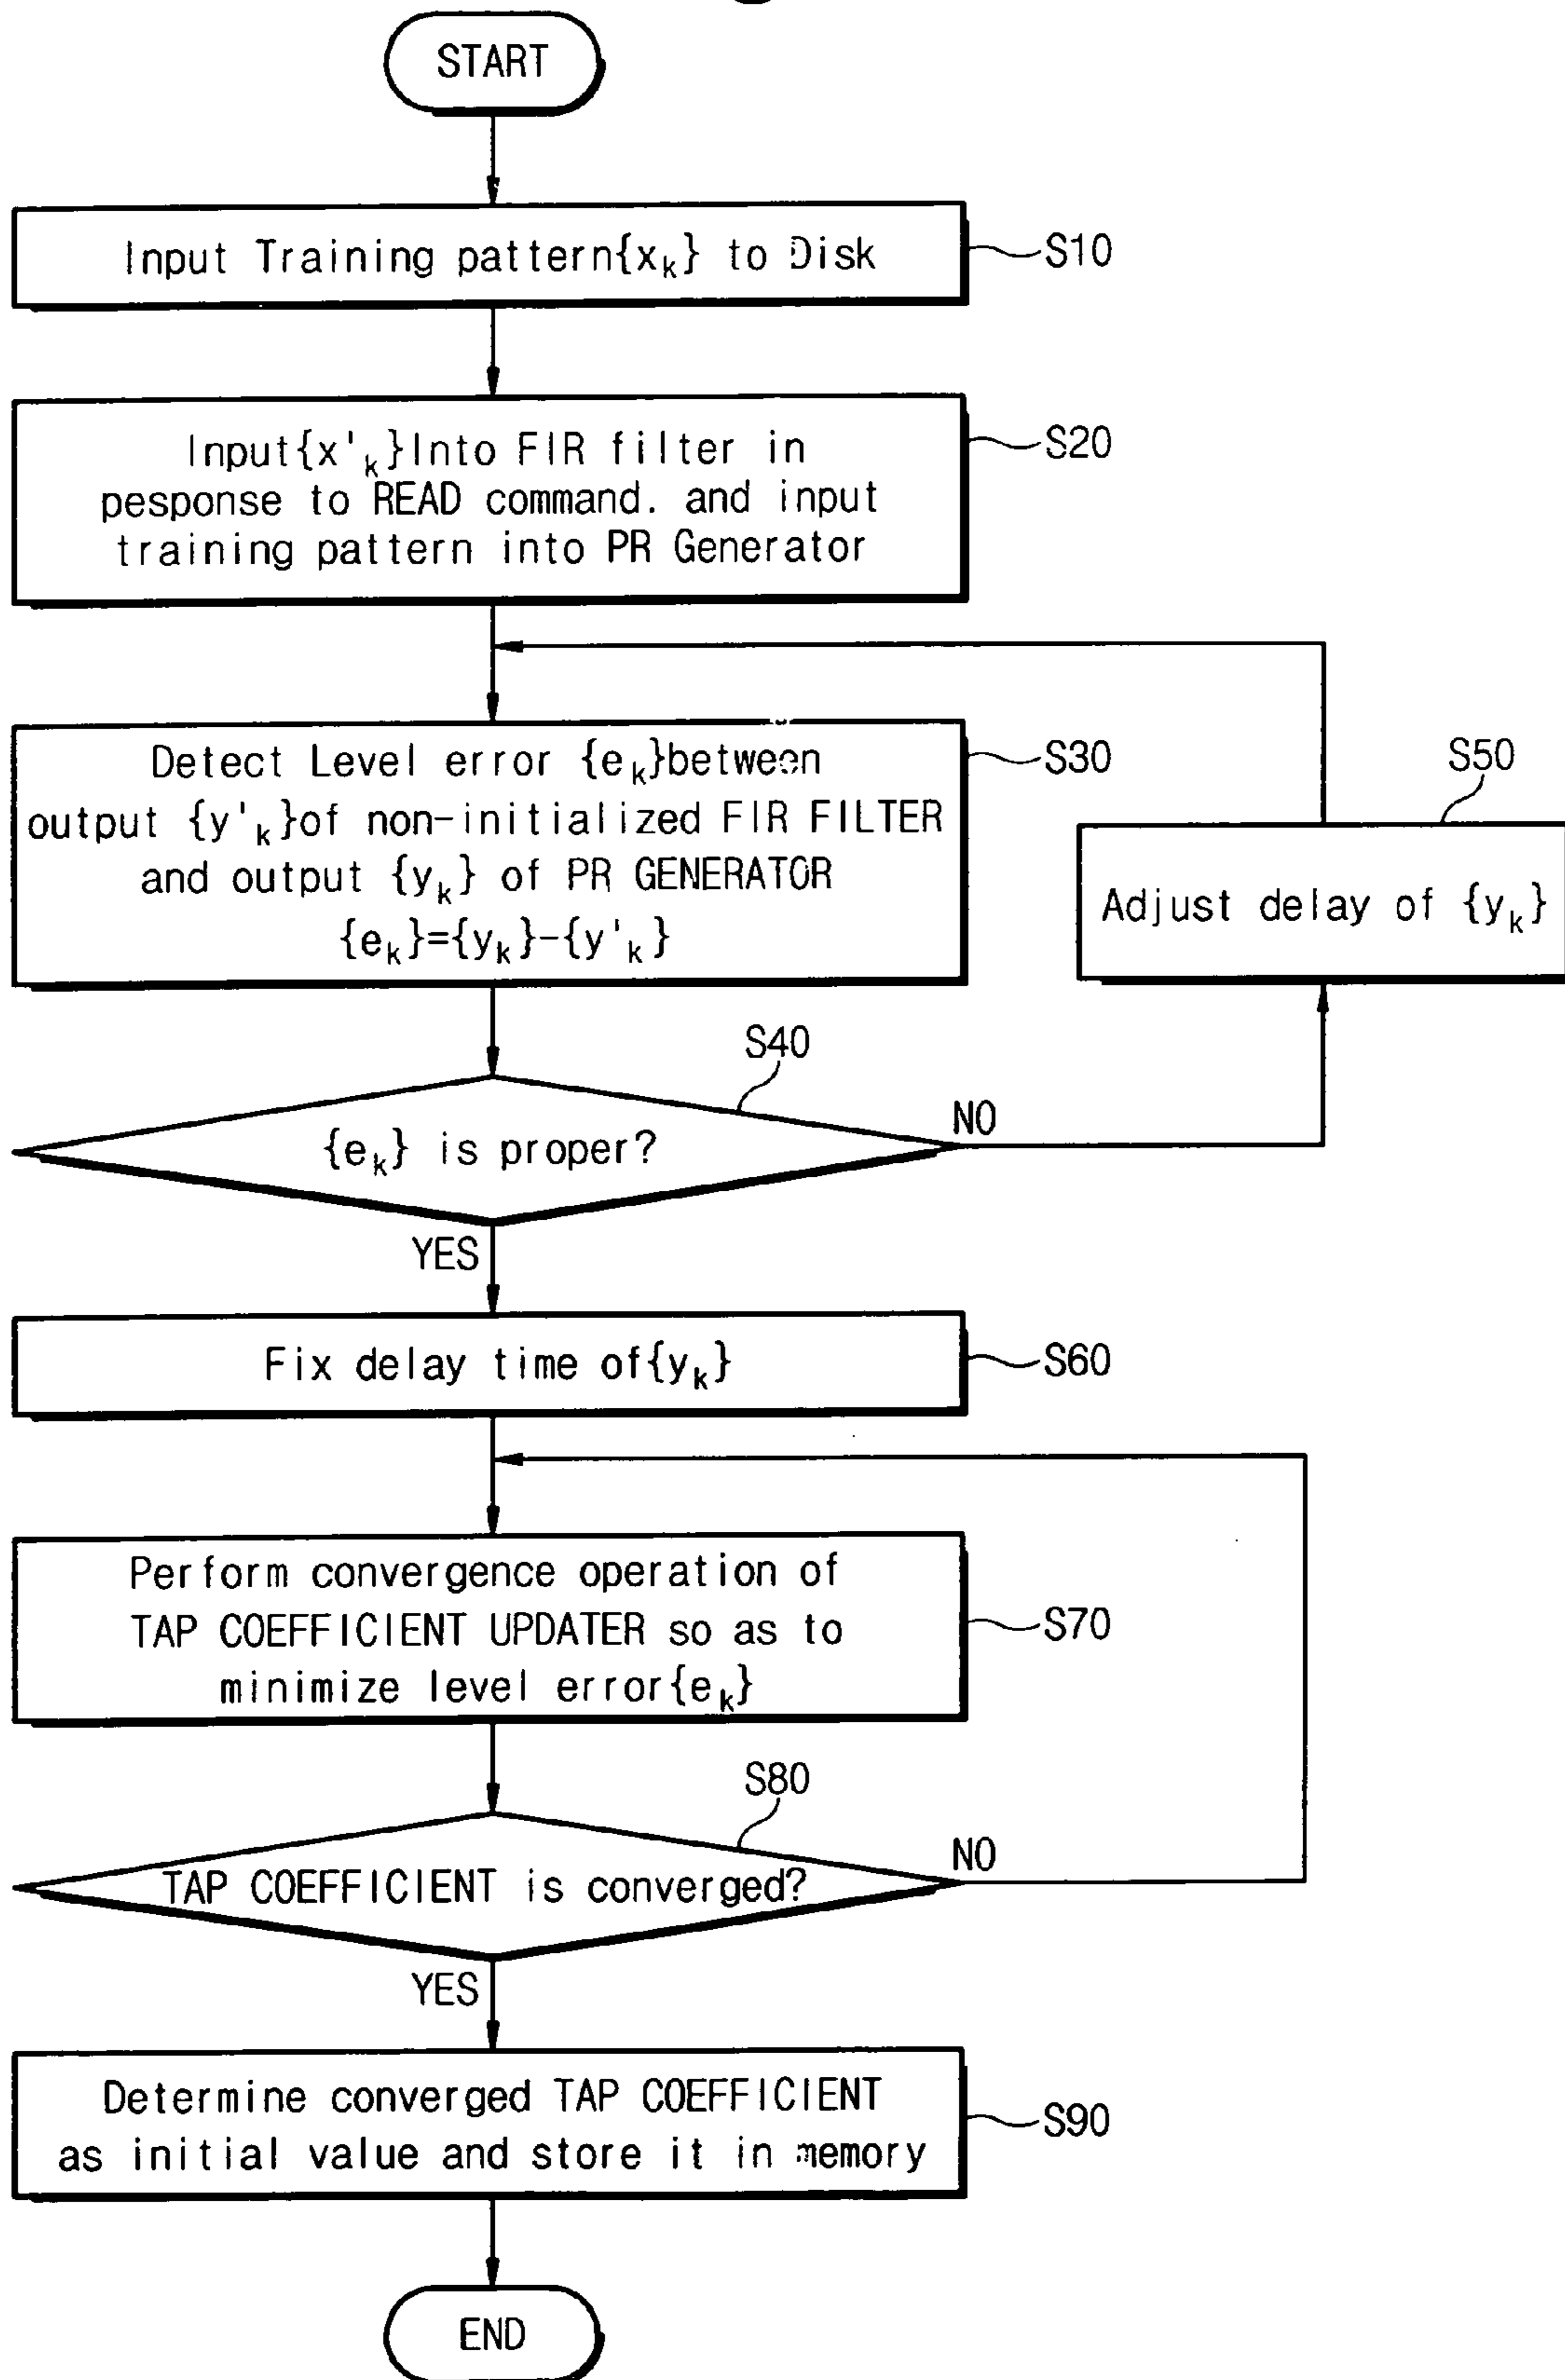 START
Input Training pattern{xk} to Disk
S10
Input{x'k}Into FIR filter in
pesponse to READ command. and input
training pattern into PR Generator
S20
Detect Level error {ek}between
output {y'k}of non-initialized FIR FILTER
and output {yk} of PR GENERATOR
{ek}={yk}-{y'k}
S30
S50
Adjust delay of {yk}
S40
{ek} is proper?
NO
YES
Fix delay time of{yk}
S60
Perform convergence operation of
TAP COEFFICIENT UPDATER so as to
minimize level error{ek}
S70
S80
TAP COEFFICIENT is converged?
NO
YES
Determine converged TAP COEFFICIENT
as initial value and store it in memory
S90
END